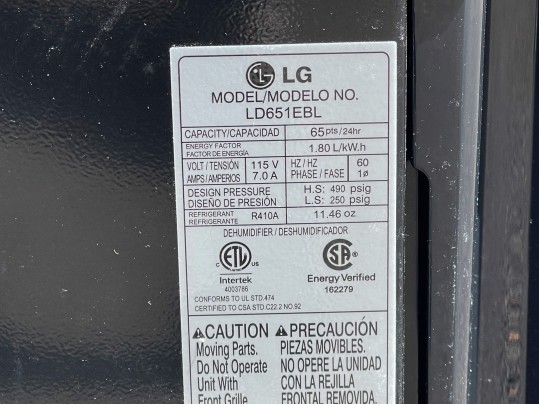 LG
MODEL/MODELO NO.
LD651EBL
CAPACITY/CAPACIDAD 65pts/24hr
ENERGY FACTOR
FACTOR DE ENERGÍA 1.80 L/kW.h
VOLT / TENSIÓN 115 V HZ / HZ 60
AMPS/AMPERIOS 7.0 A PHASE / FASE 1ø
DESIGN PRESSURE H.S: 490 psig
DISEÑO DE PRESIÓN L.S: 250 psig
REFRIGERANT
REFRIGERANTE R410A 11.46 oz
DEHUMIDIFIER / DESHUMIDIFICADOR
C ETL US SA ®
Intertek Energy Verified
4003786 162279
CONFORMS TO UL STD.474
CERTIFIED TO CSA STD.C22.2 NO.92
CAUTION PRECAUCIÓN
Moving Parts. PIEZAS MOVIBLES.
Do Not Operate NO OPERE LA UNIDAD
Unit With CON LA REJILLA
Front Grille FRONTAL REMOVIDA